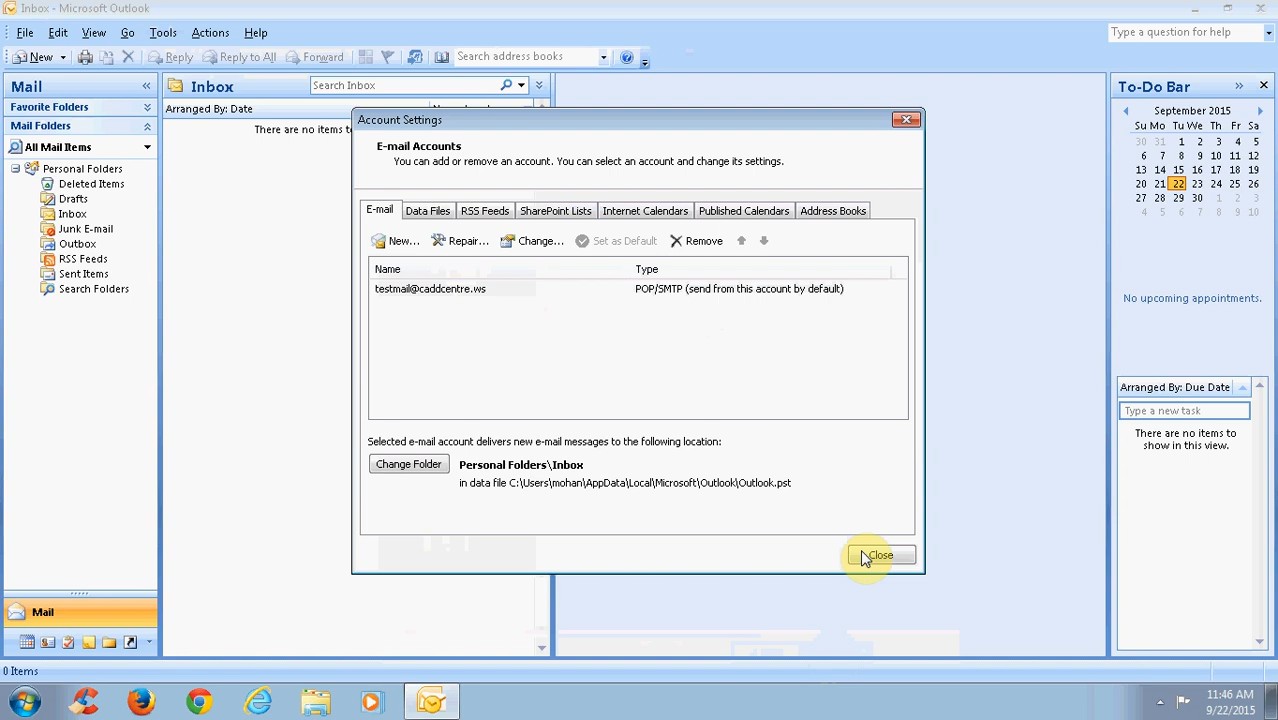 Inbox - Microsoft Outlook
File Edit View Go Tools Actions Help
Type a question for help
New Reply Reply to All Forward Search address books
Mail
Favorite Folders
Mail Folders
All Mail Items
Personal Folders
Deleted Items
Drafts
Inbox
Junk E-mail
Outbox
RSS Feeds
Sent Items
Search Folders
Mail
Inbox
Search Inbox
Arranged By: Date
There are no items to
Account Settings
E-mail Accounts
You can add or remove an account. You can select an account and change its settings.
E-mail Data Files RSS Feeds SharePoint Lists Internet Calendars Published Calendars Address Books
New... Repair... Change... Set as Default Remove
Name Type
testmail@caddcentre.ws POP/SMTP (send from this account by default)
Selected e-mail account delivers new e-mail messages to the following location:
Change Folder Personal Folders\Inbox
in data file C:\Users\mohan\AppData\Local\Microsoft\Outlook\Outlook.pst
Close
To-Do Bar
September 2015
Su Mo Tu We Th Fr Sa
30 31 1 2 3 4 5
6 7 8 9 10 11 12
13 14 15 16 17 18 19
20 21 22 23 24 25 26
27 28 29 30 1 2 3
4 5 6 7 8 9 10
No upcoming appointments.
Arranged By: Due Date
Type a new task
There are no items to
show in this view.
0 Items
11:46 AM
9/22/2015